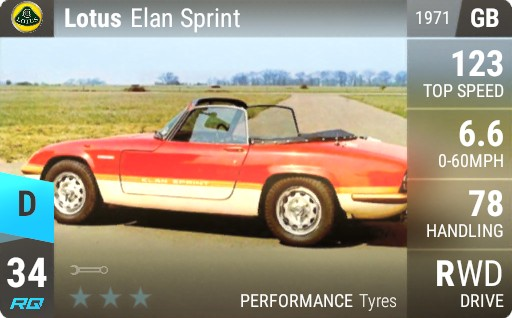 LOTUS
Lotus Elan Sprint
1971 GB
123
TOP SPEED
6.6
0-60MPH
78
HANDLING
RWD
DRIVE
D
34
RQ
ELAN SPRINT
PERFORMANCE Tyres